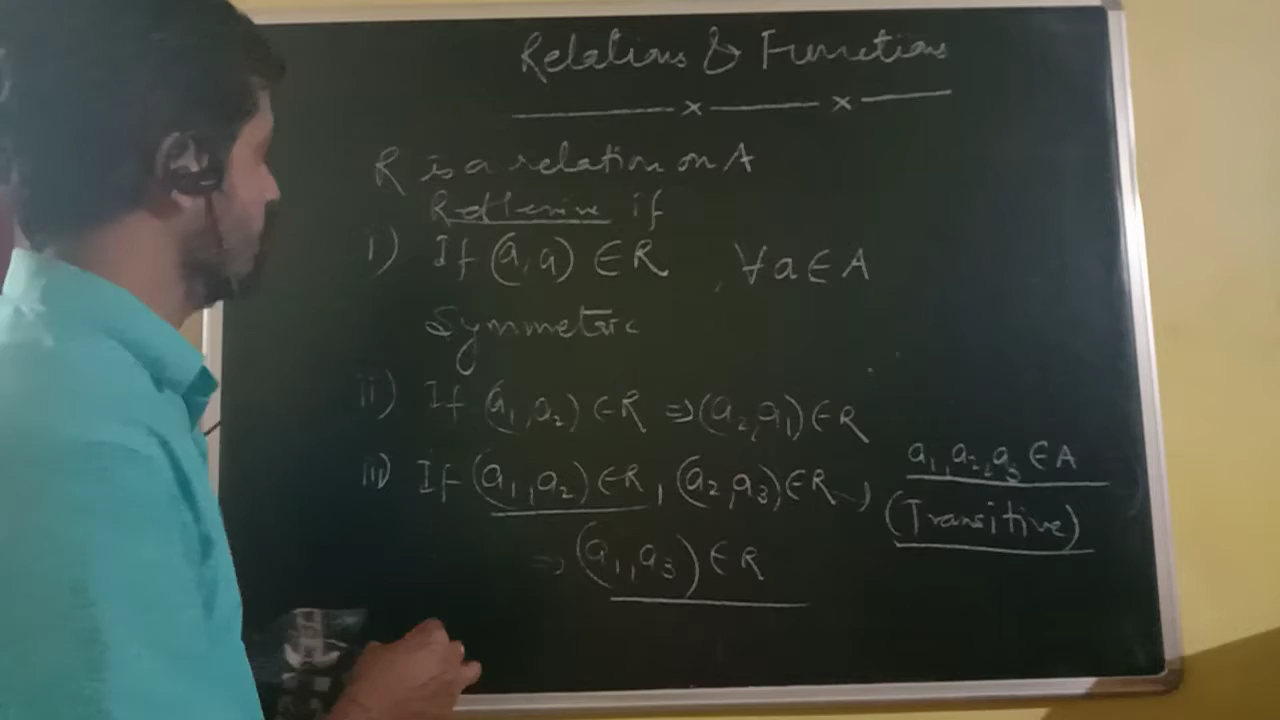 Relations & Functions
R is a relation on A
Reflexive if
i) If (a,a) ∈ R , ∀a ∈ A
Symmetric
ii) If (a₁,a₂) ∈ R ⇒ (a₂,a₁) ∈ R
iii) If (a₁,a₂) ∈ R, (a₂,a₃) ∈ R
⇒ (a₁,a₃) ∈ R
a₁,a₂,a₃ ∈ A
(Transitive)